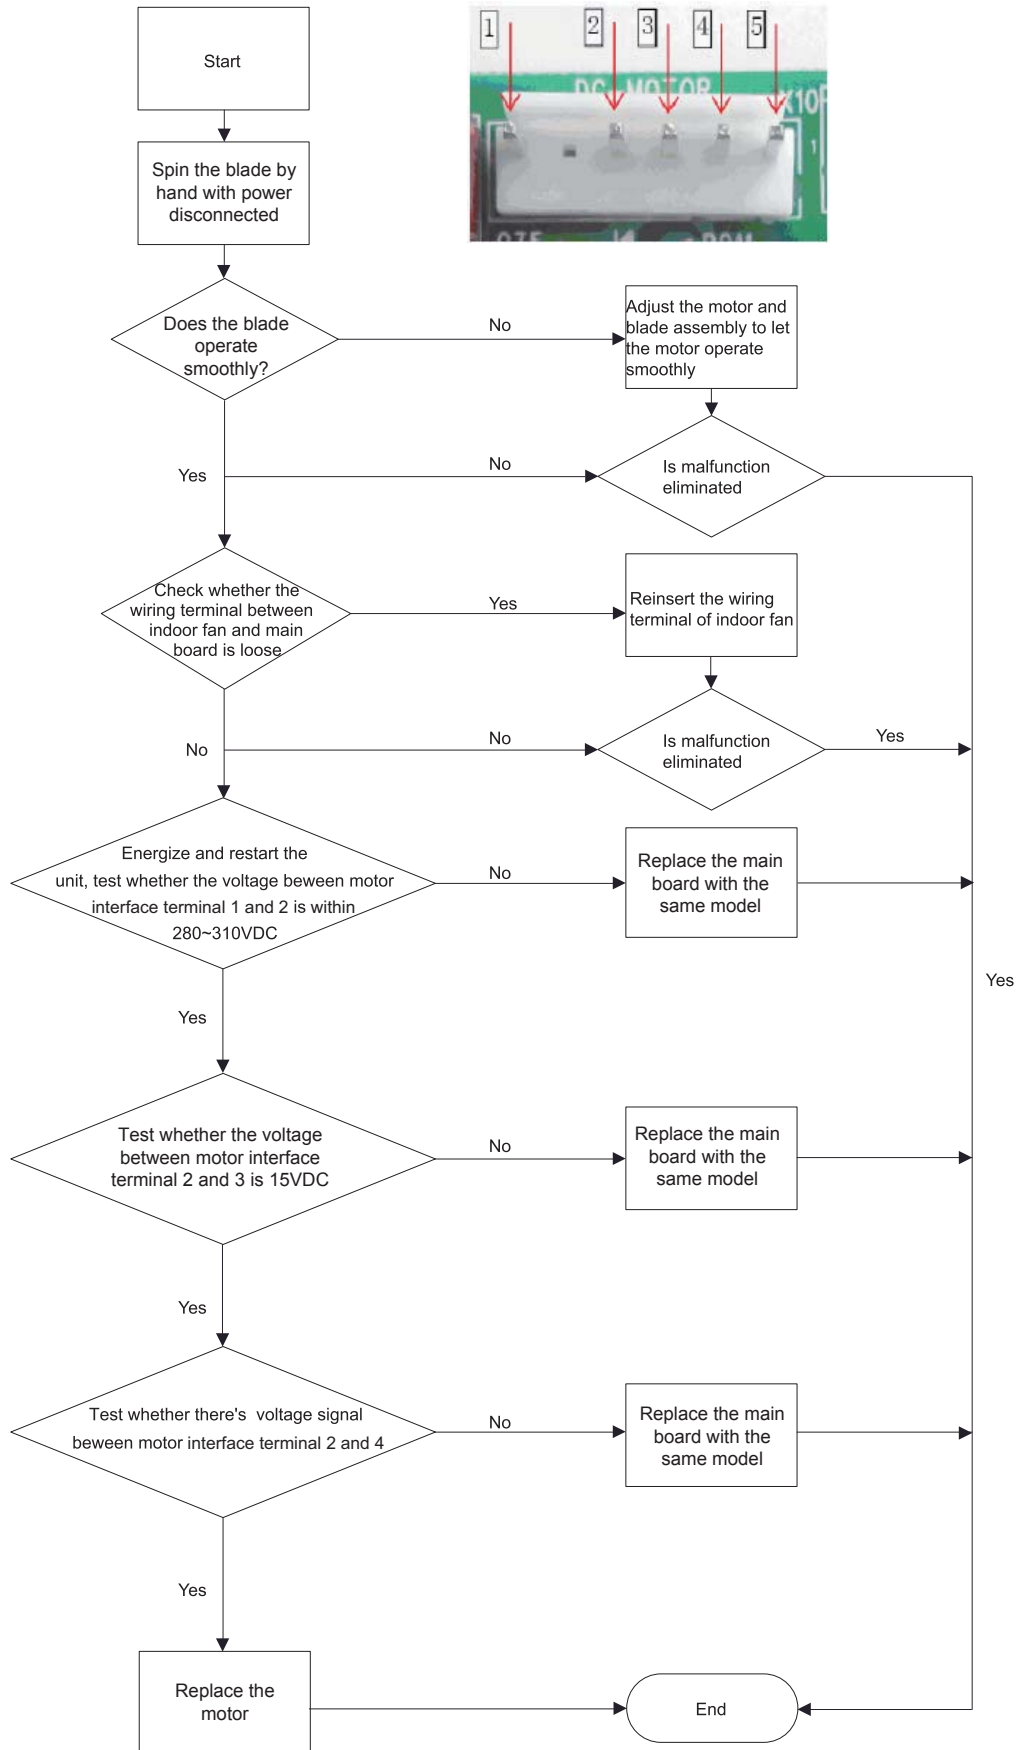 Start
1
2
3
4
5
DC MOTOR
1
Spin the blade by
hand with power
disconnected
Does the blade
operate
smoothly?
No
Adjust the motor and
blade assembly to let
the motor operate
smoothly
Yes
No
Is malfunction
eliminated
Check whether the
wiring terminal between
indoor fan and main
board is loose
Yes
Reinsert the wiring
terminal of indoor fan
No
No
Is malfunction
eliminated
Yes
Energize and restart the
unit, test whether the voltage beween motor
interface terminal 1 and 2 is within
280~310VDC
No
Replace the main
board with the
same model
Yes
Yes
Test whether the voltage
between motor interface
terminal 2 and 3 is 15VDC
No
Replace the main
board with the
same model
Yes
Test whether there's voltage signal
beween motor interface terminal 2 and 4
No
Replace the main
board with the
same model
Yes
Replace the
motor
End